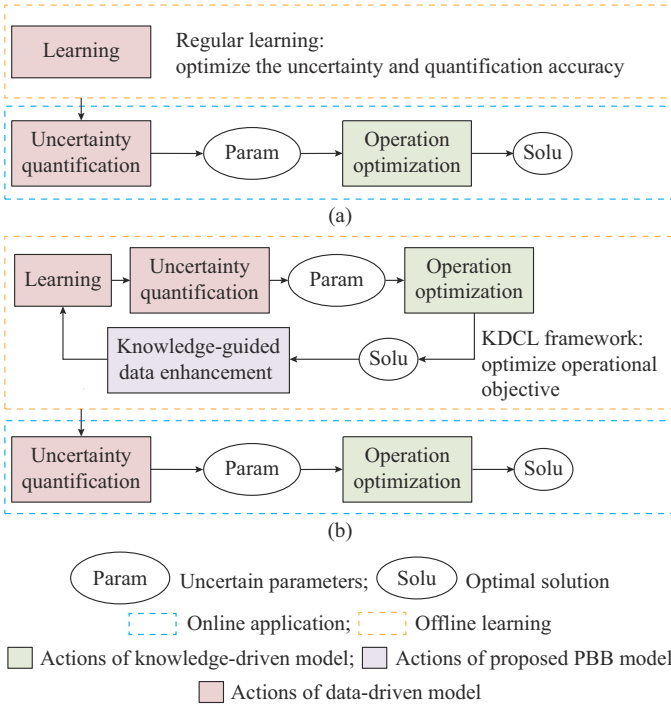 Learning
Regular learning:
optimize the uncertainty and quantification accuracy
Uncertainty
quantification
Param
Operation
optimization
Solu
(a)
Learning
Uncertainty
quantification
Param
Operation
optimization
Knowledge-guided
data enhancement
Solu
KDCL framework:
optimize operational
objective
Uncertainty
quantification
Param
Operation
optimization
Solu
(b)
Param Uncertain parameters; Solu Optimal solution
Online application; Offline learning
Actions of knowledge-driven model; Actions of proposed PBB model
Actions of data-driven model